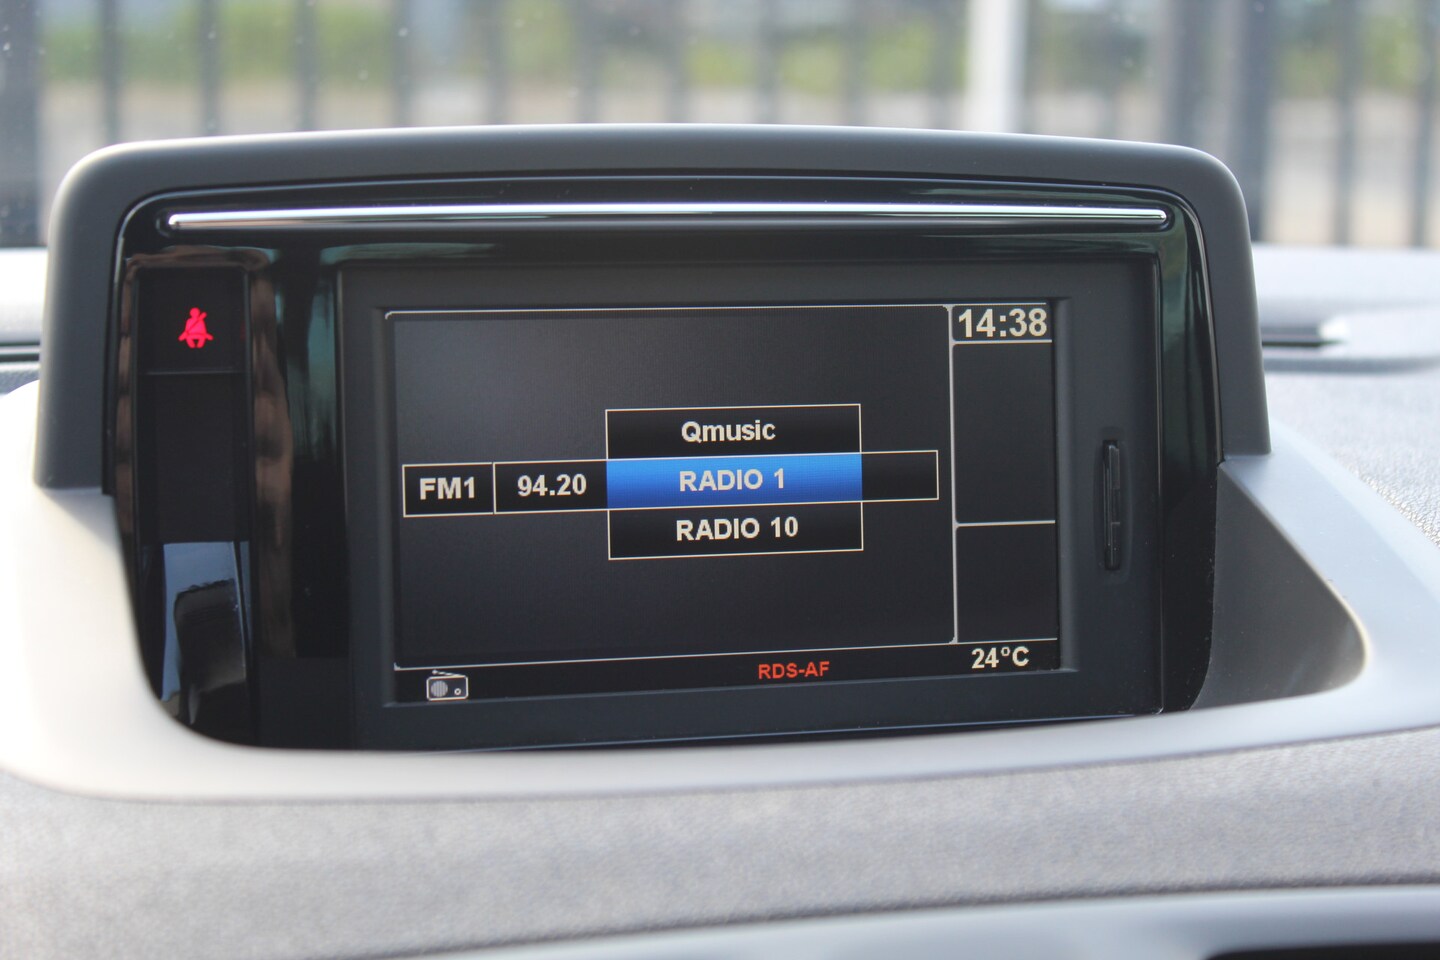 14:38
Qmusic
FM1 94.20 RADIO 1
RADIO 10
RDS-AF
24°C